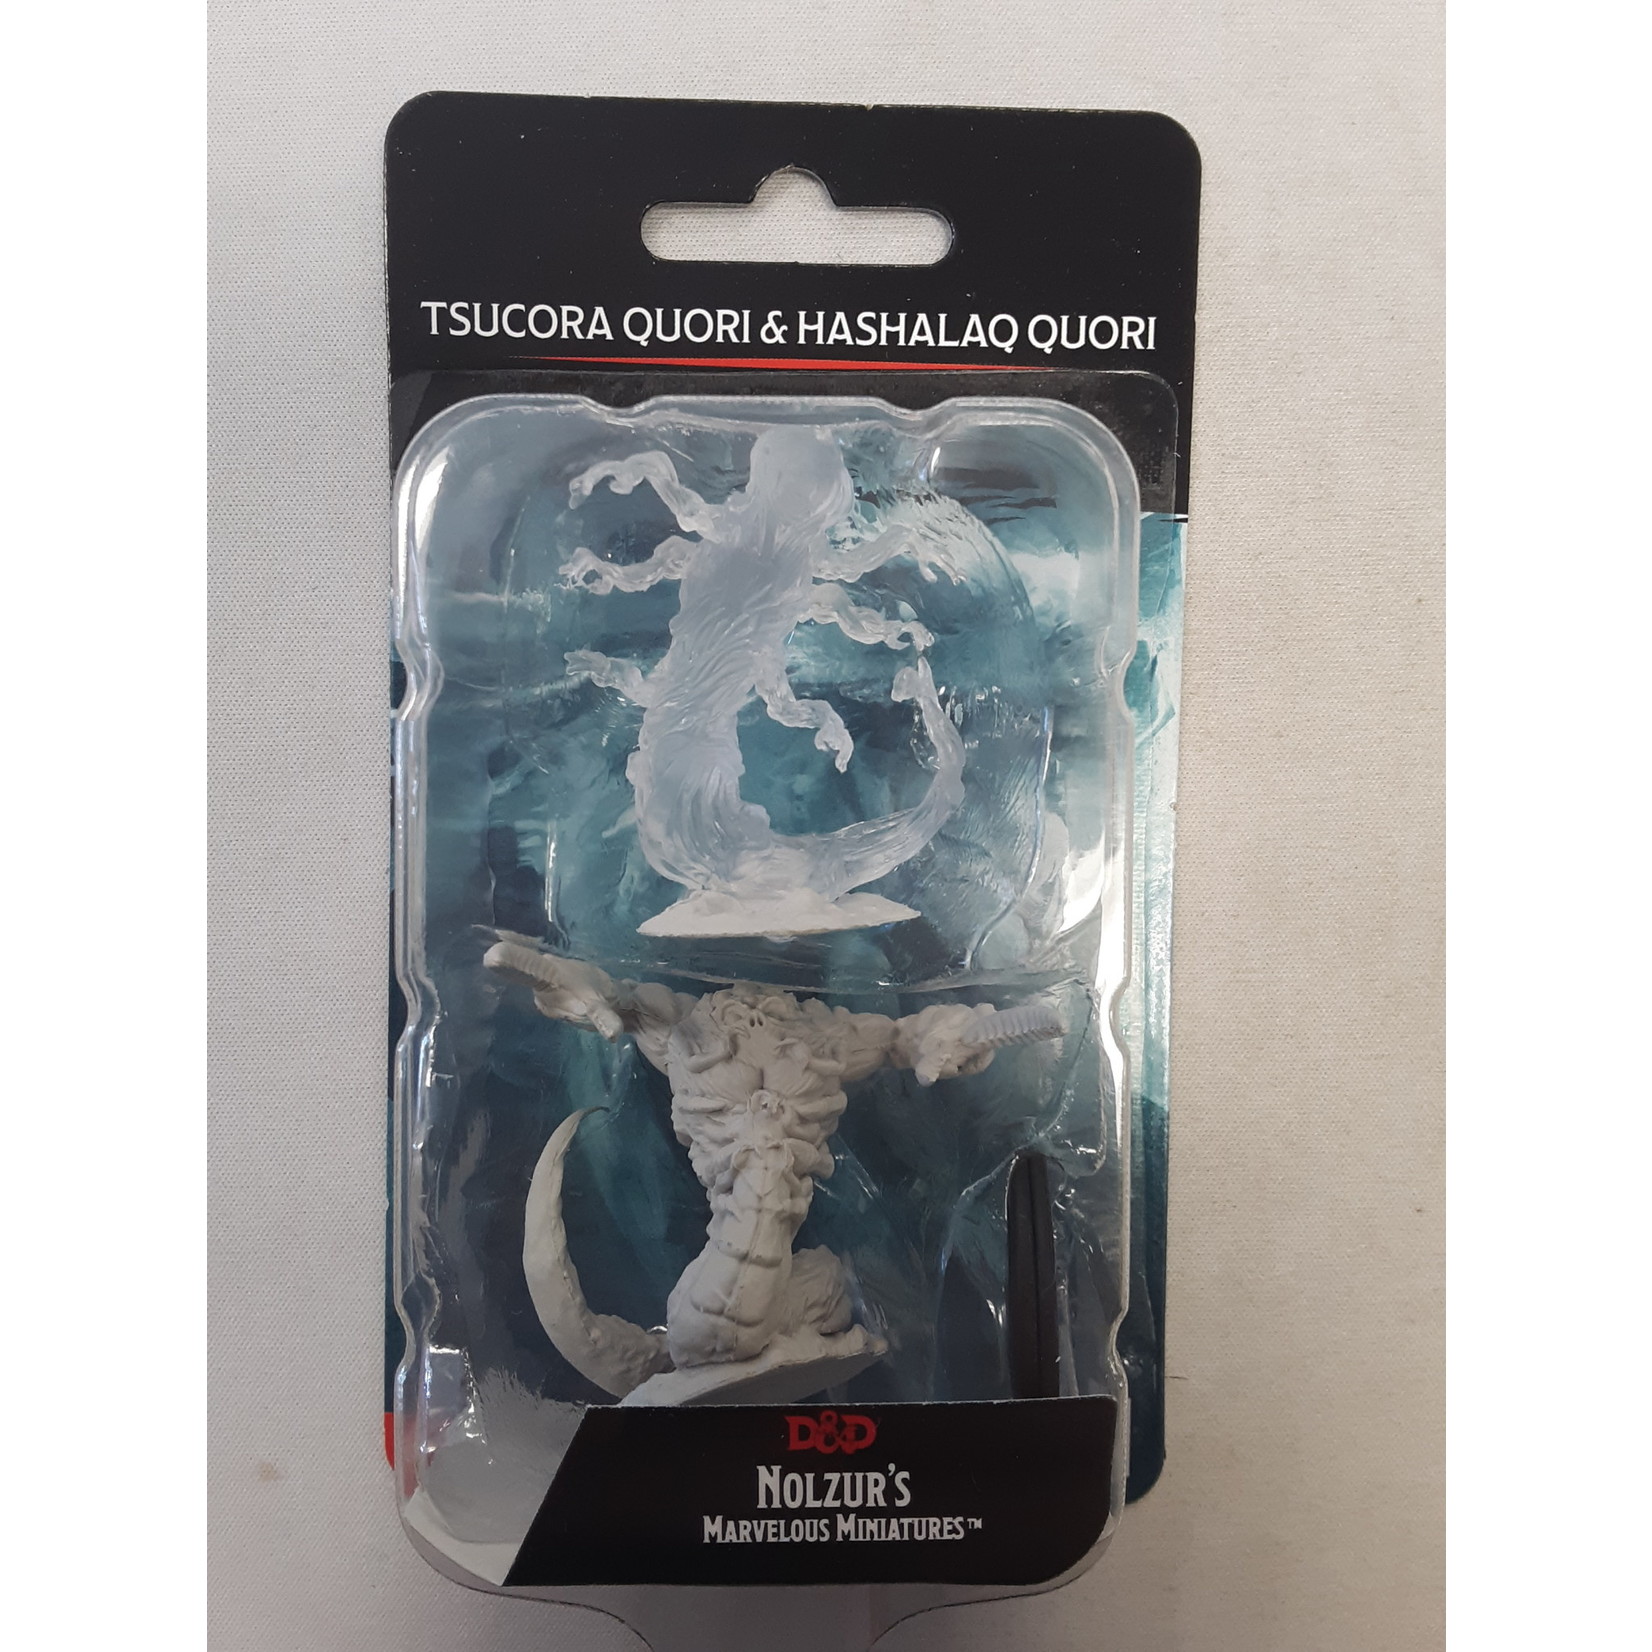 TSUCORA QUORI & HASHALAQ QUORI
D&D
NOLZUR'S
MARVELOUS MINIATURES™